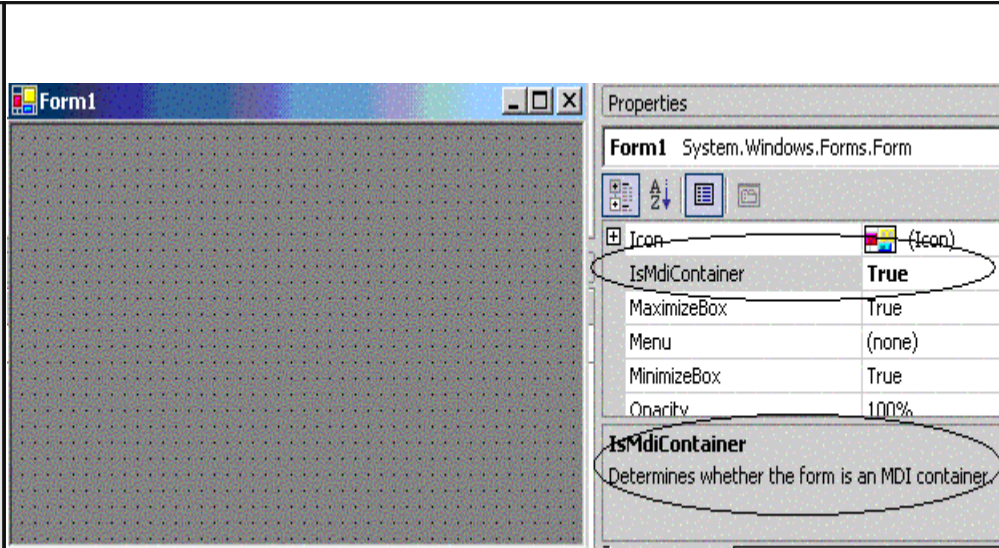 Form1
Properties
Form1 System.Windows.Forms.Form
Icon (Icon)
IsMdiContainer True
MaximizeBox True
Menu (none)
MinimizeBox True
Opacity 100%
IsMdiContainer
Determines whether the form is an MDI container.